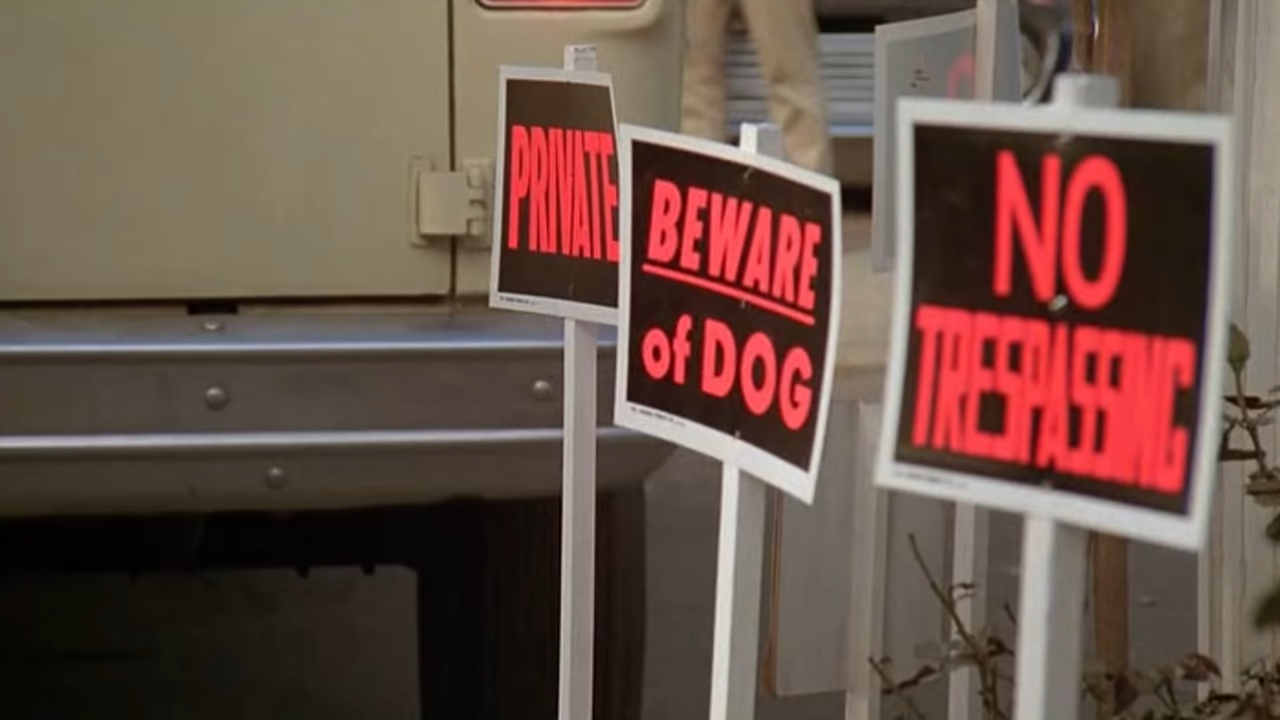 PRIVATE
BEWARE
of DOG
NO
TRESPASSING